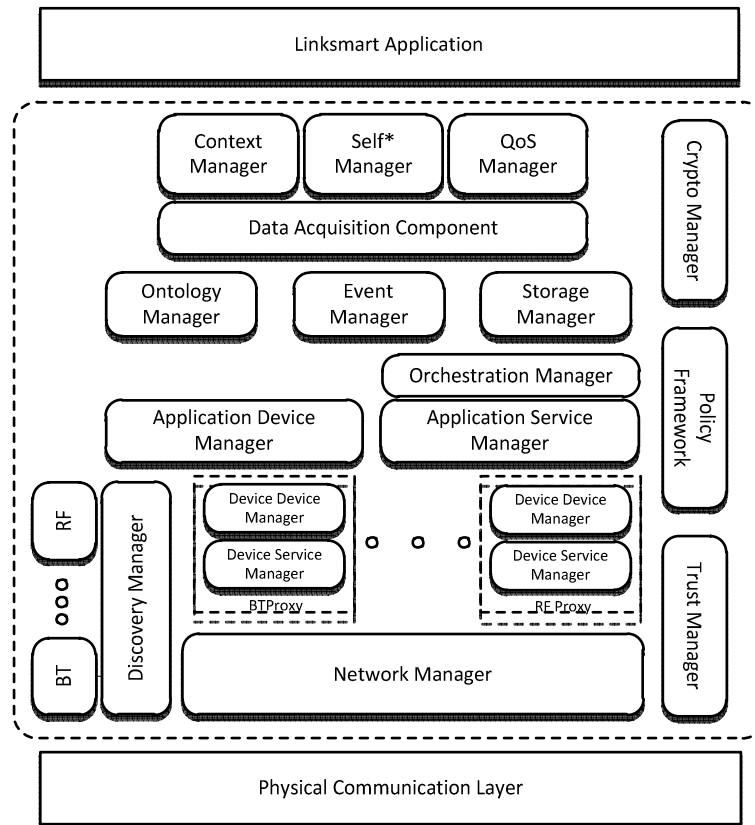 Linksmart Application
Context
Manager
Self*
Manager
QoS
Manager
Crypto Manager
Data Acquisition Component
Ontology
Manager
Event
Manager
Storage
Manager
Policy
Framework
Orchestration Manager
Application Device
Manager
Application Service
Manager
RF
Discovery Manager
Device Device
Manager
Device Service
Manager
BTProxy
Device Device
Manager
Device Service
Manager
RF Proxy
Trust Manager
BT
Network Manager
Physical Communication Layer